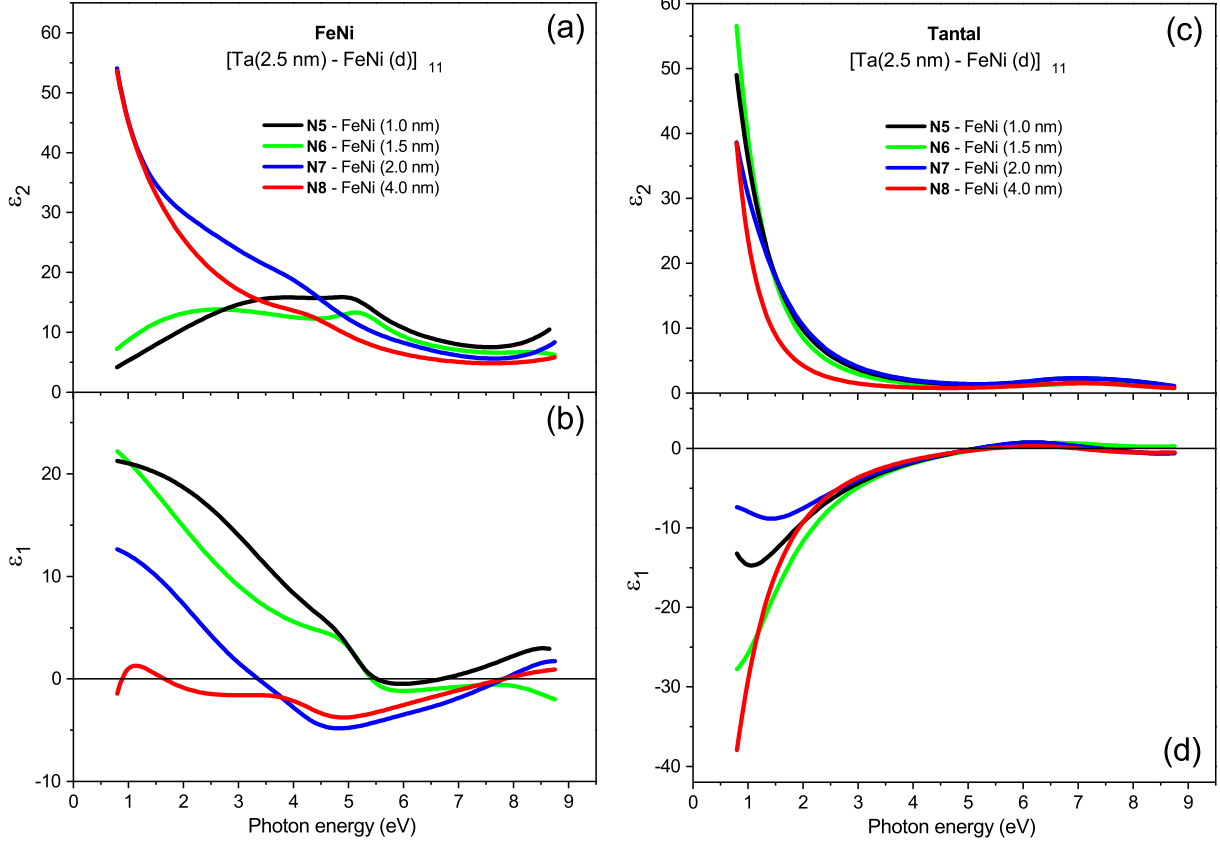 (a)
FeNi
[Ta(2.5 nm) - FeNi (d)] 11
N5 - FeNi (1.0 nm)
N6 - FeNi (1.5 nm)
N7 - FeNi (2.0 nm)
N8 - FeNi (4.0 nm)
ε2
60
50
40
30
20
10
0
(b)
ε1
20
10
0
-10
0 1 2 3 4 5 6 7 8 9
Photon energy (eV)
(c)
Tantal
[Ta(2.5 nm) - FeNi (d)] 11
N5 - FeNi (1.0 nm)
N6 - FeNi (1.5 nm)
N7 - FeNi (2.0 nm)
N8 - FeNi (4.0 nm)
ε2
60
50
40
30
20
10
0
(d)
ε1
0
-10
-20
-30
-40
0 1 2 3 4 5 6 7 8 9
Photon energy (eV)